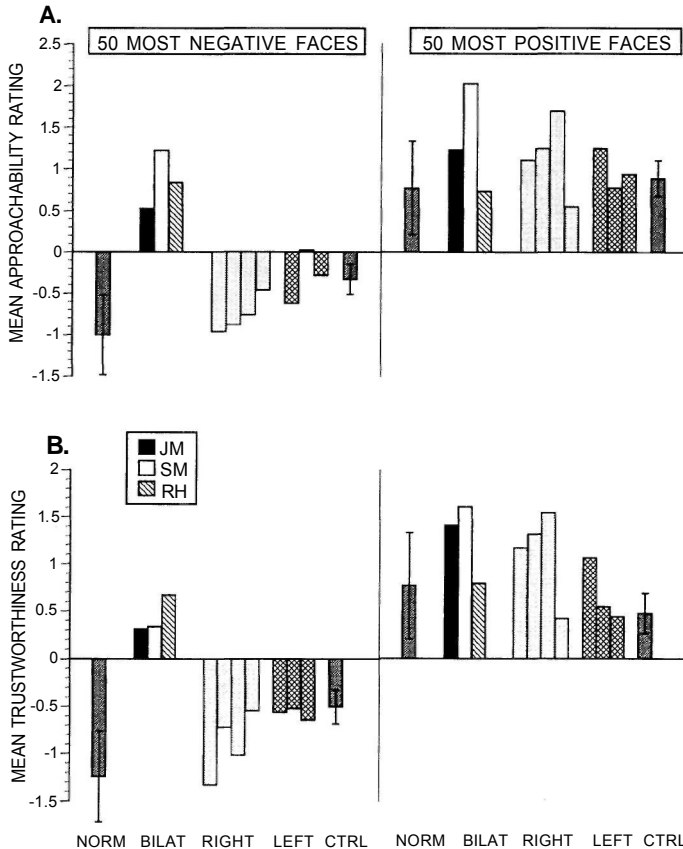 A.
50 MOST NEGATIVE FACES
50 MOST POSITIVE FACES
MEAN APPROACHABILITY RATING
2.5
2
1.5
1
0.5
0
-0.5
-1
-1.5
B.
JM
SM
RH
MEAN TRUSTWORTHINESS RATING
2
1.5
1
0.5
0
-0.5
-1
-1.5
NORM BILAT RIGHT LEFT CTRL NORM BILAT RIGHT LEFT CTRL